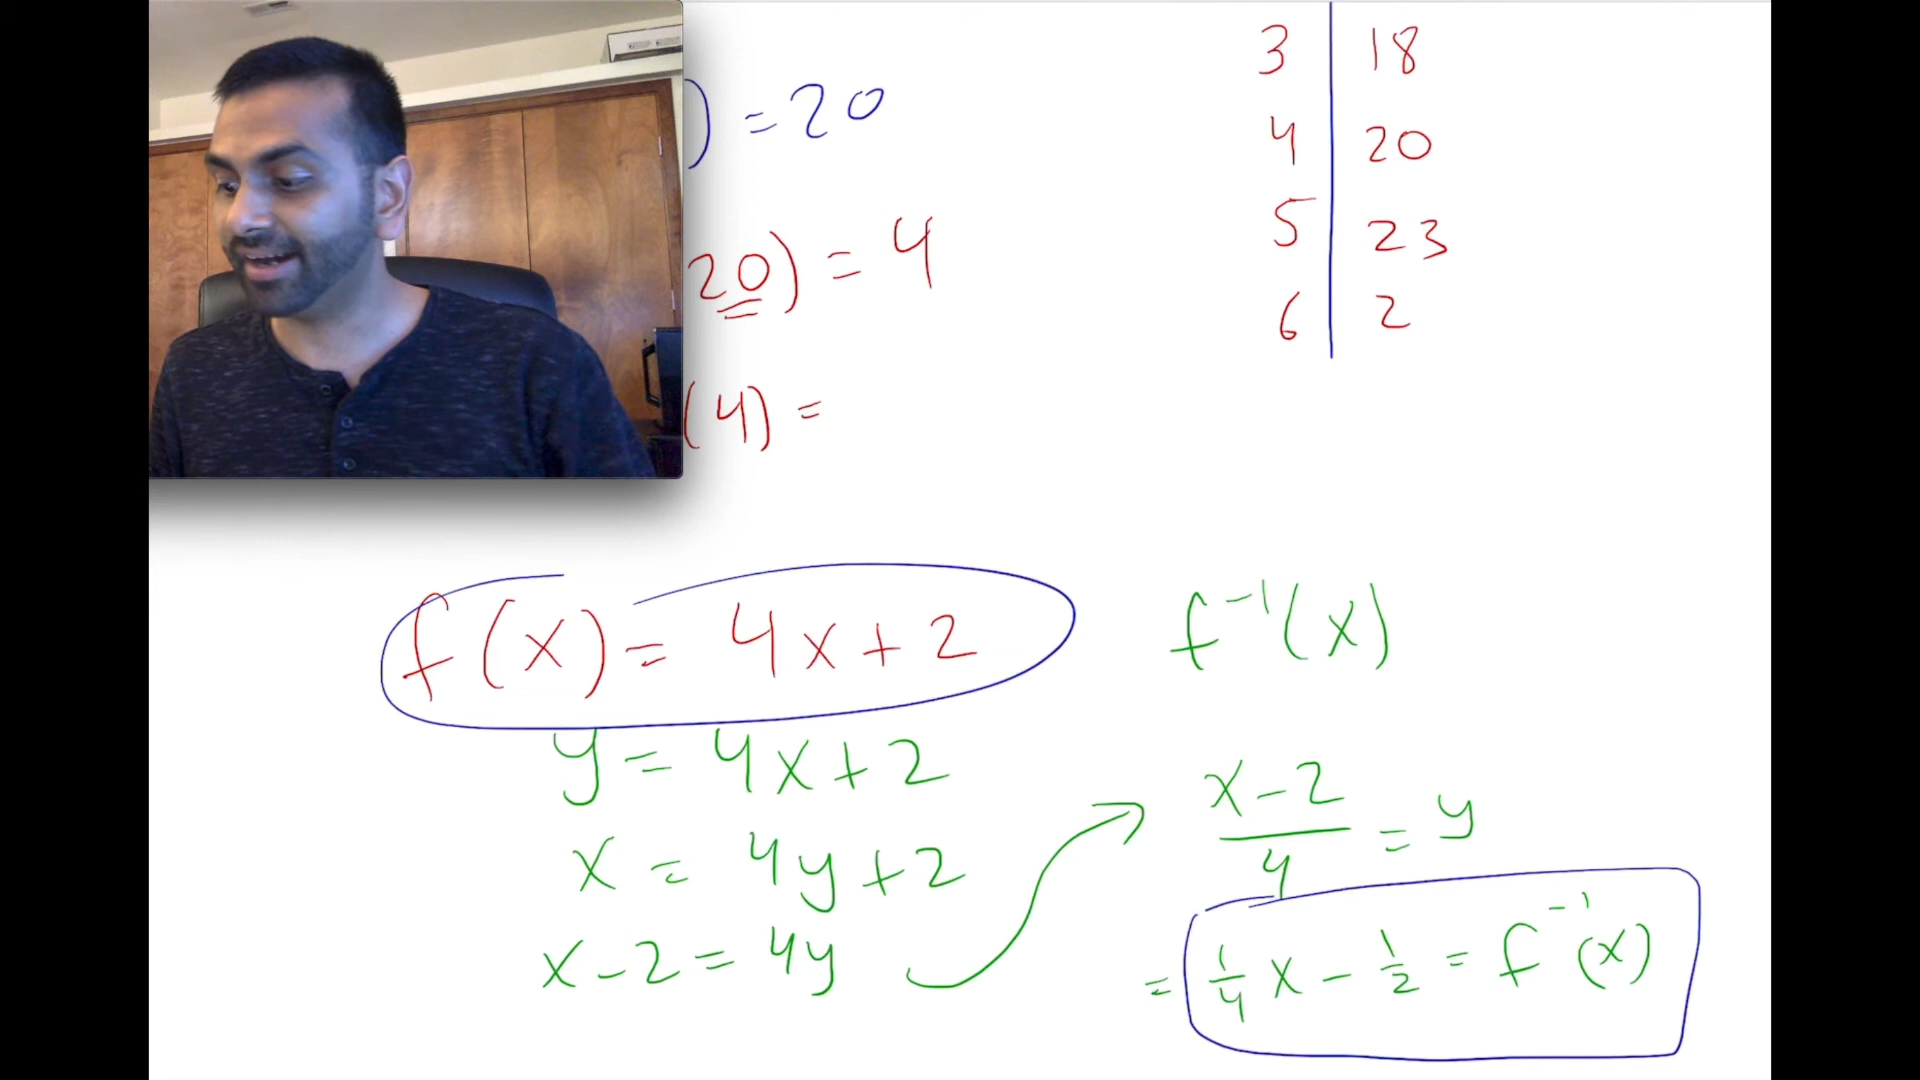 ) = 20
20) = 4
(4) =
3 | 18
4 | 20
5 | 23
6 | 2
f(x) = 4x + 2
y = 4x + 2
x = 4y + 2
x - 2 = 4y
f⁻¹(x)
(x - 2)/4 = y
= 1/4 x - 1/2 = f⁻¹(x)